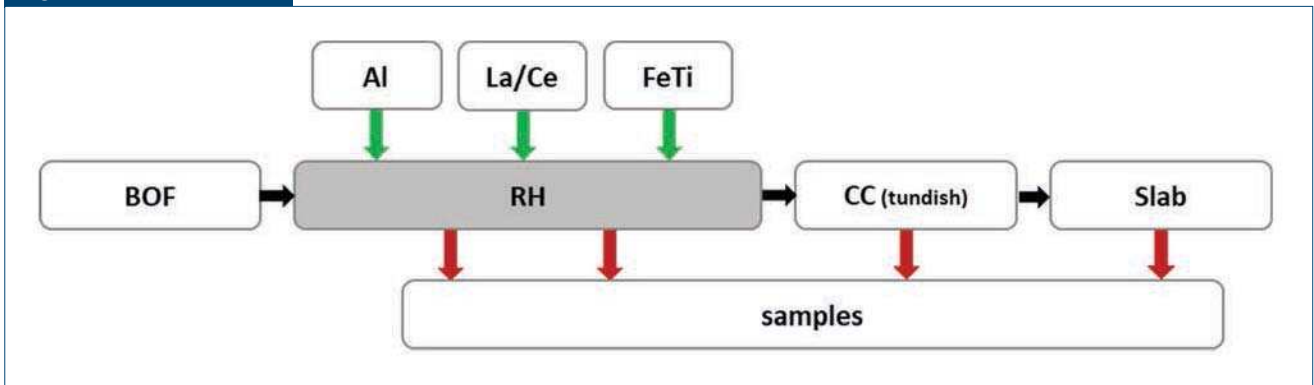 Al
La/Ce
FeTi
BOF
RH
CC (tundish)
Slab
samples